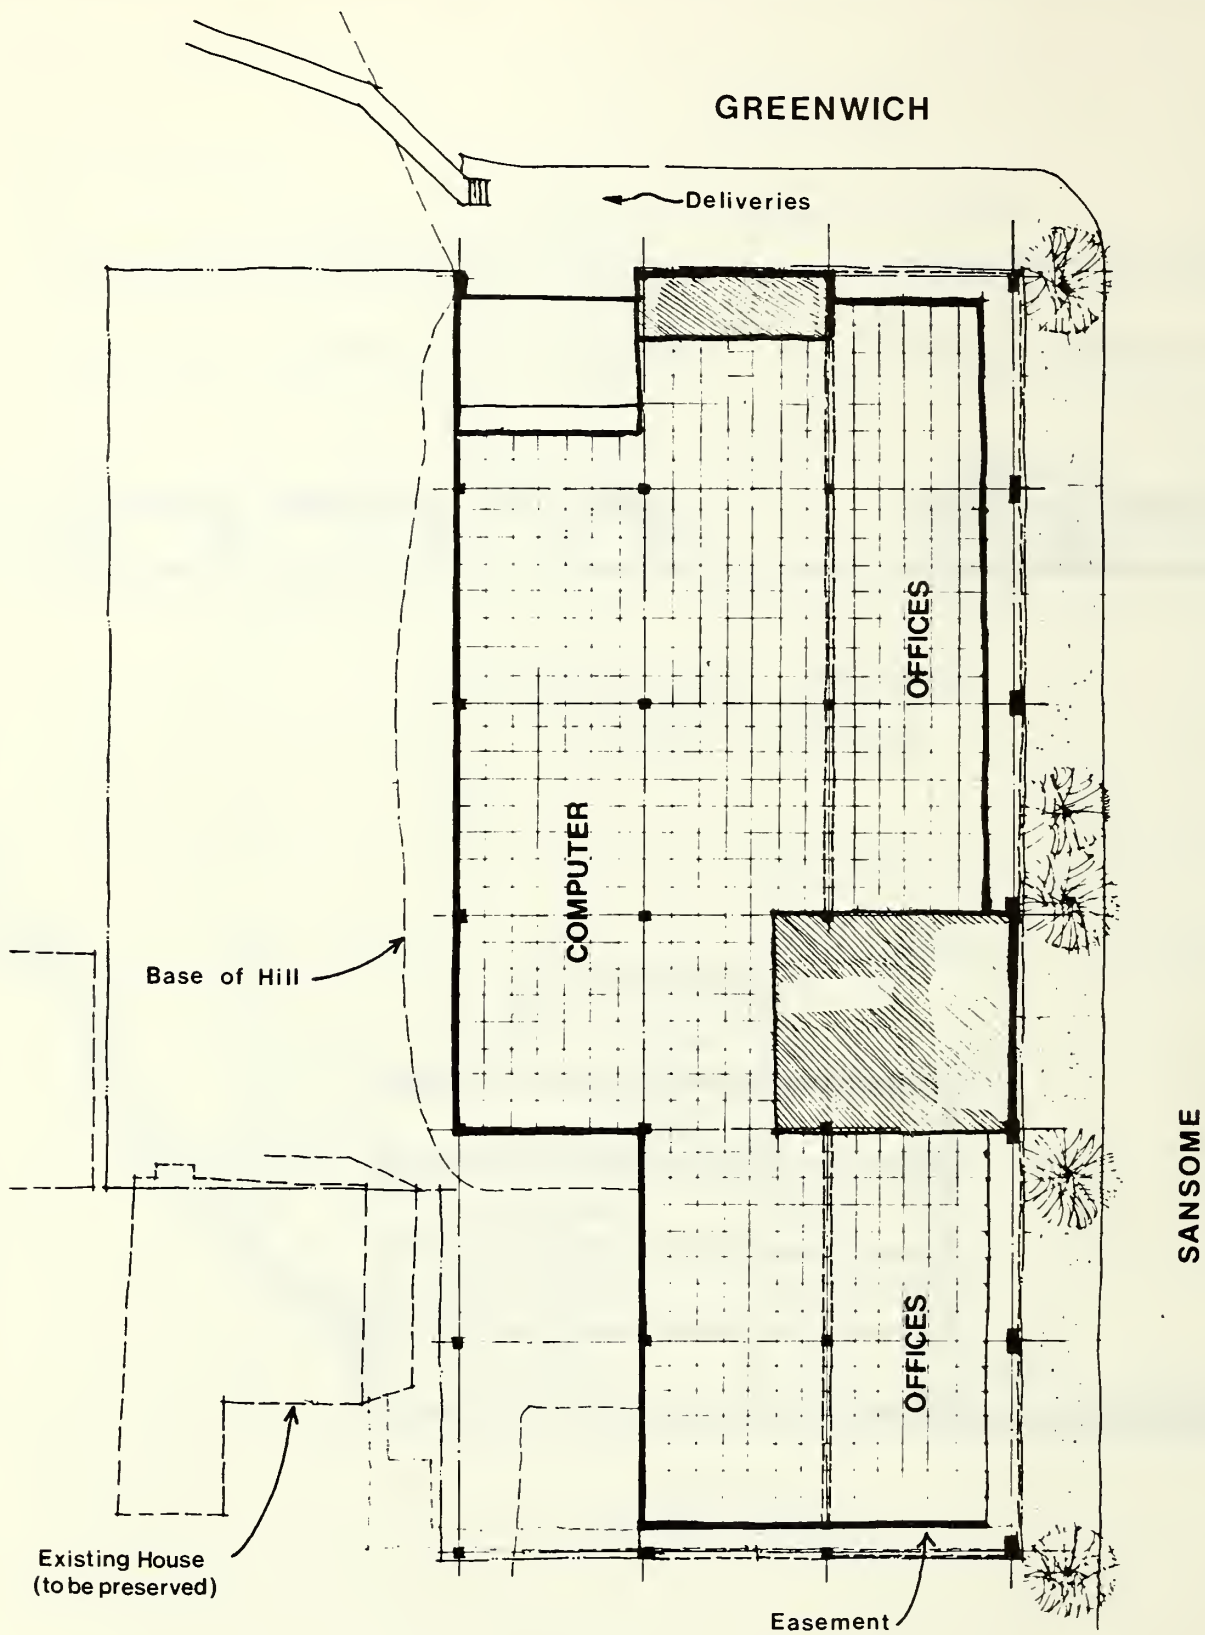 GREENWICH
Deliveries
OFFICES
COMPUTER
Base of Hill
SANSOME
OFFICES
Existing House
(to be preserved)
Easement